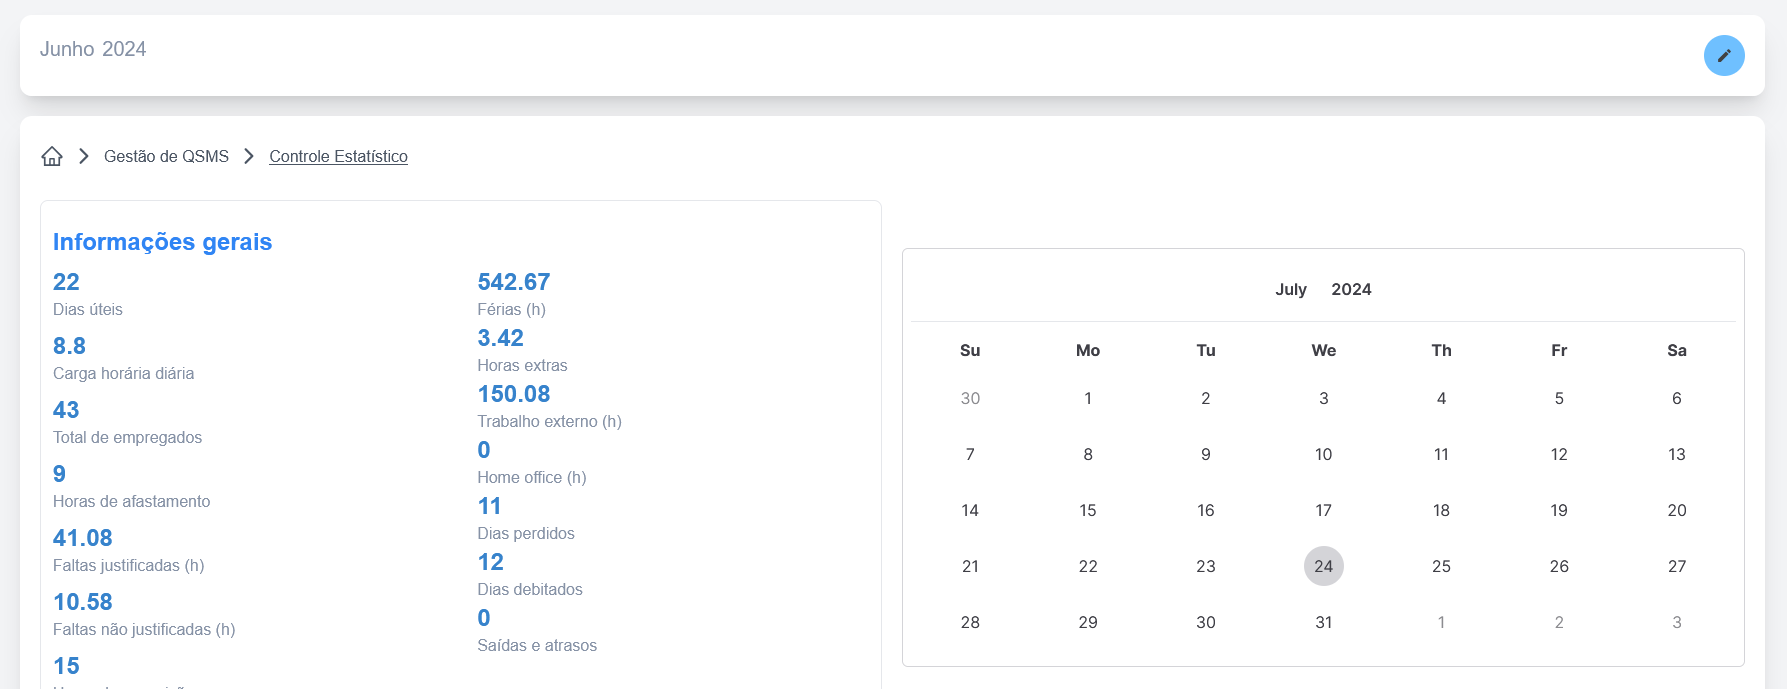 Junho 2024
Gestão de QSMS
Controle Estatístico
Informações gerais
22
Dias úteis
8.8
Carga horária diária
43
Total de empregados
9
Horas de afastamento
41.08
Faltas justificadas (h)
10.58
Faltas não justificadas (h)
15
542.67
Férias (h)
3.42
Horas extras
150.08
Trabalho externo (h)
0
Home office (h)
11
Dias perdidos
12
Dias debitados
0
Saídas e atrasos
July 2024
Su Mo Tu We Th Fr Sa
30 1 2 3 4 5 6
7 8 9 10 11 12 13
14 15 16 17 18 19 20
21 22 23 24 25 26 27
28 29 30 31 1 2 3